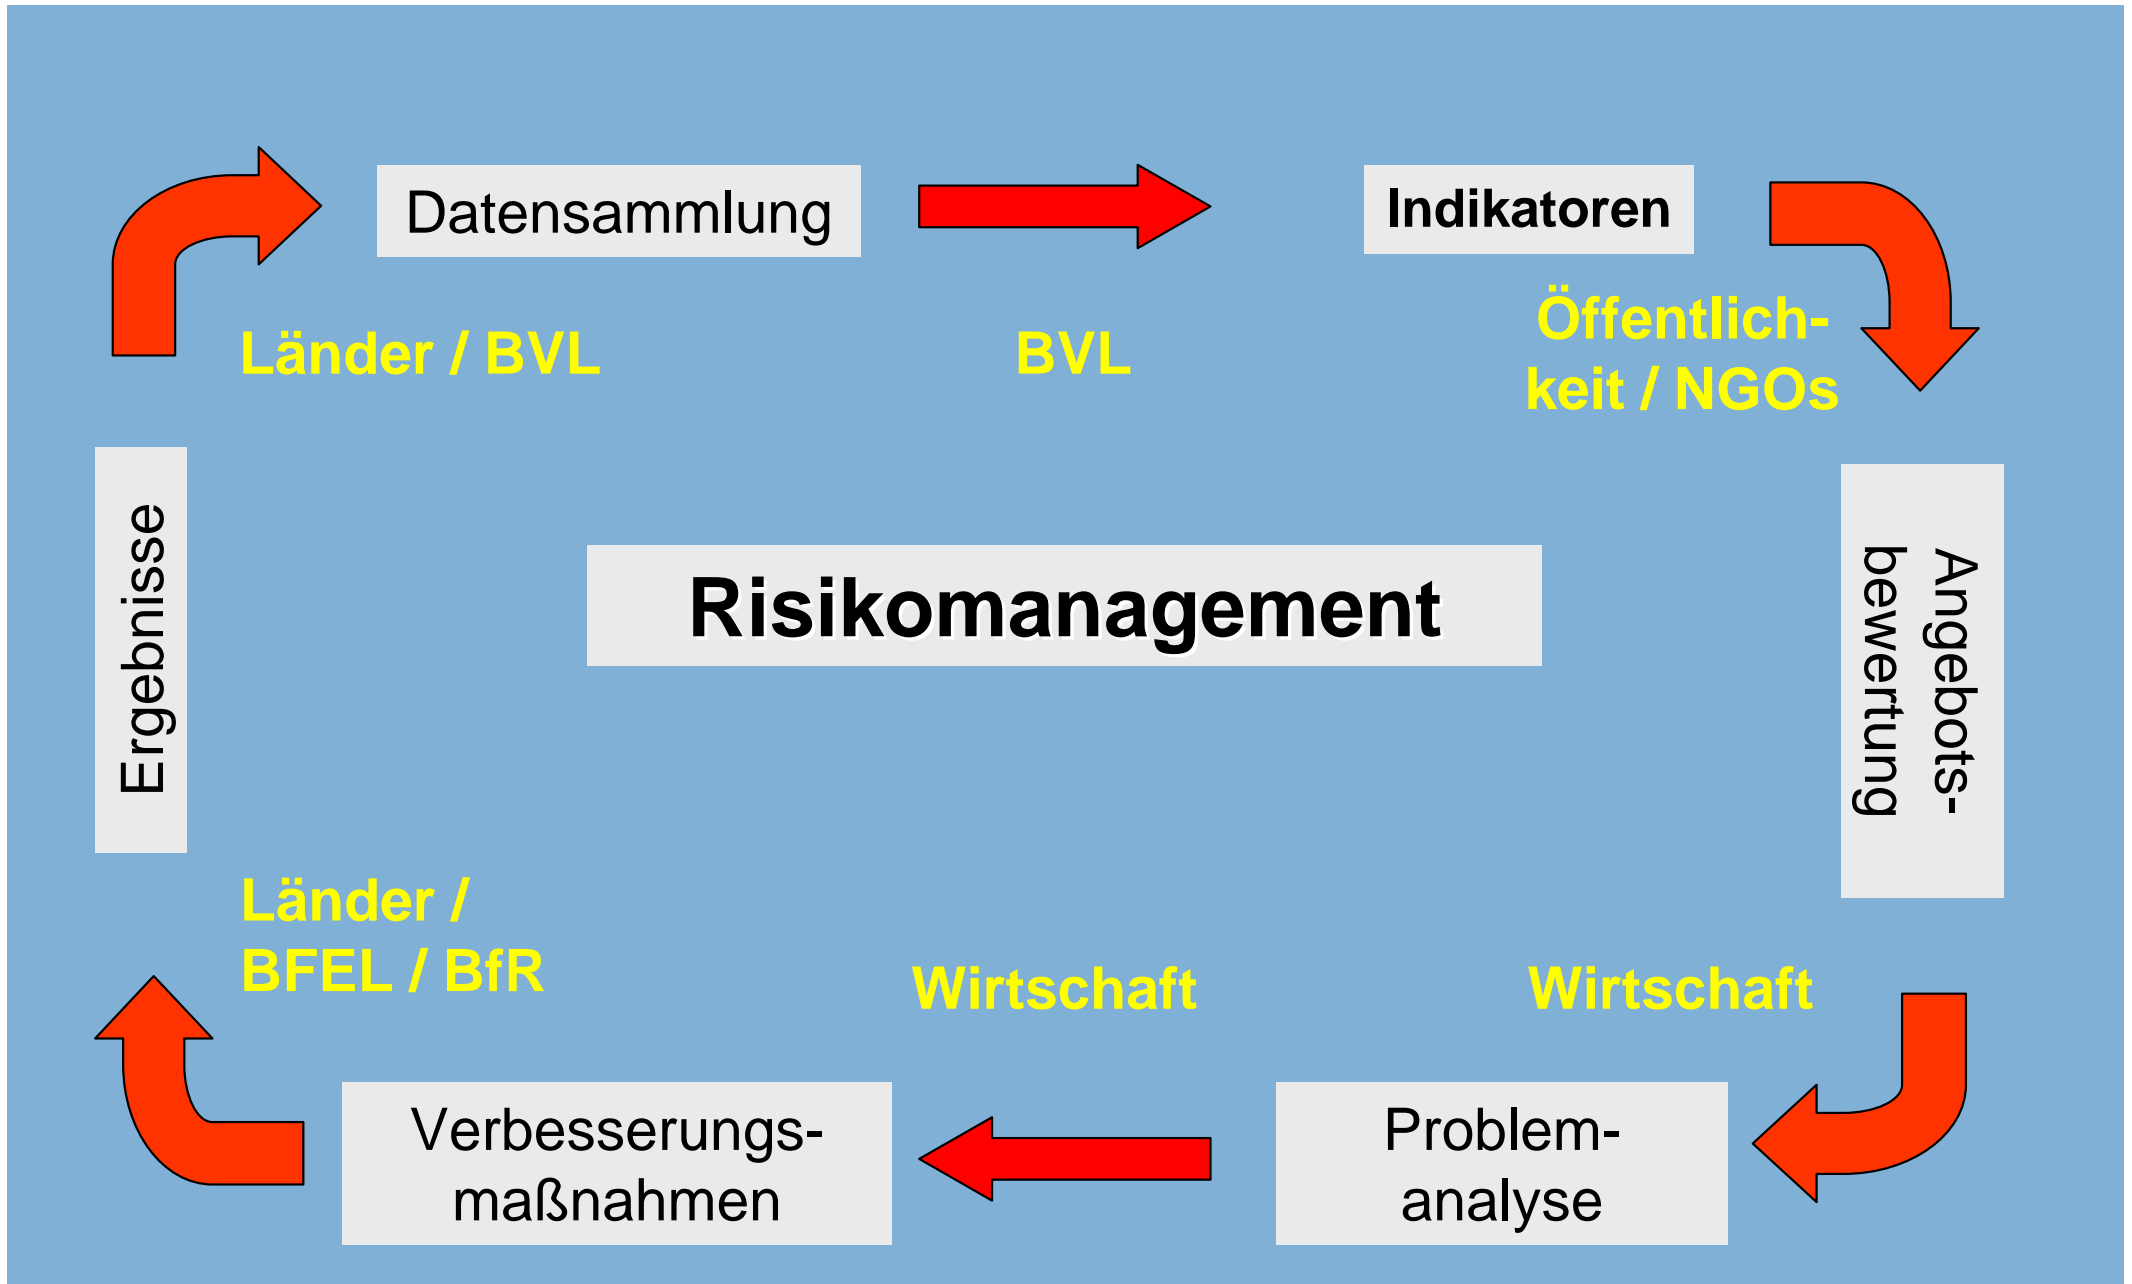 Datensammlung
Indikatoren
Länder / BVL
BVL
Öffentlich-
keit / NGOs
Ergebnisse
Risikomanagement
Angebots-
bewertung
Länder /
BFEL / BfR
Wirtschaft
Wirtschaft
Verbesserungs-
maßnahmen
Problem-
analyse